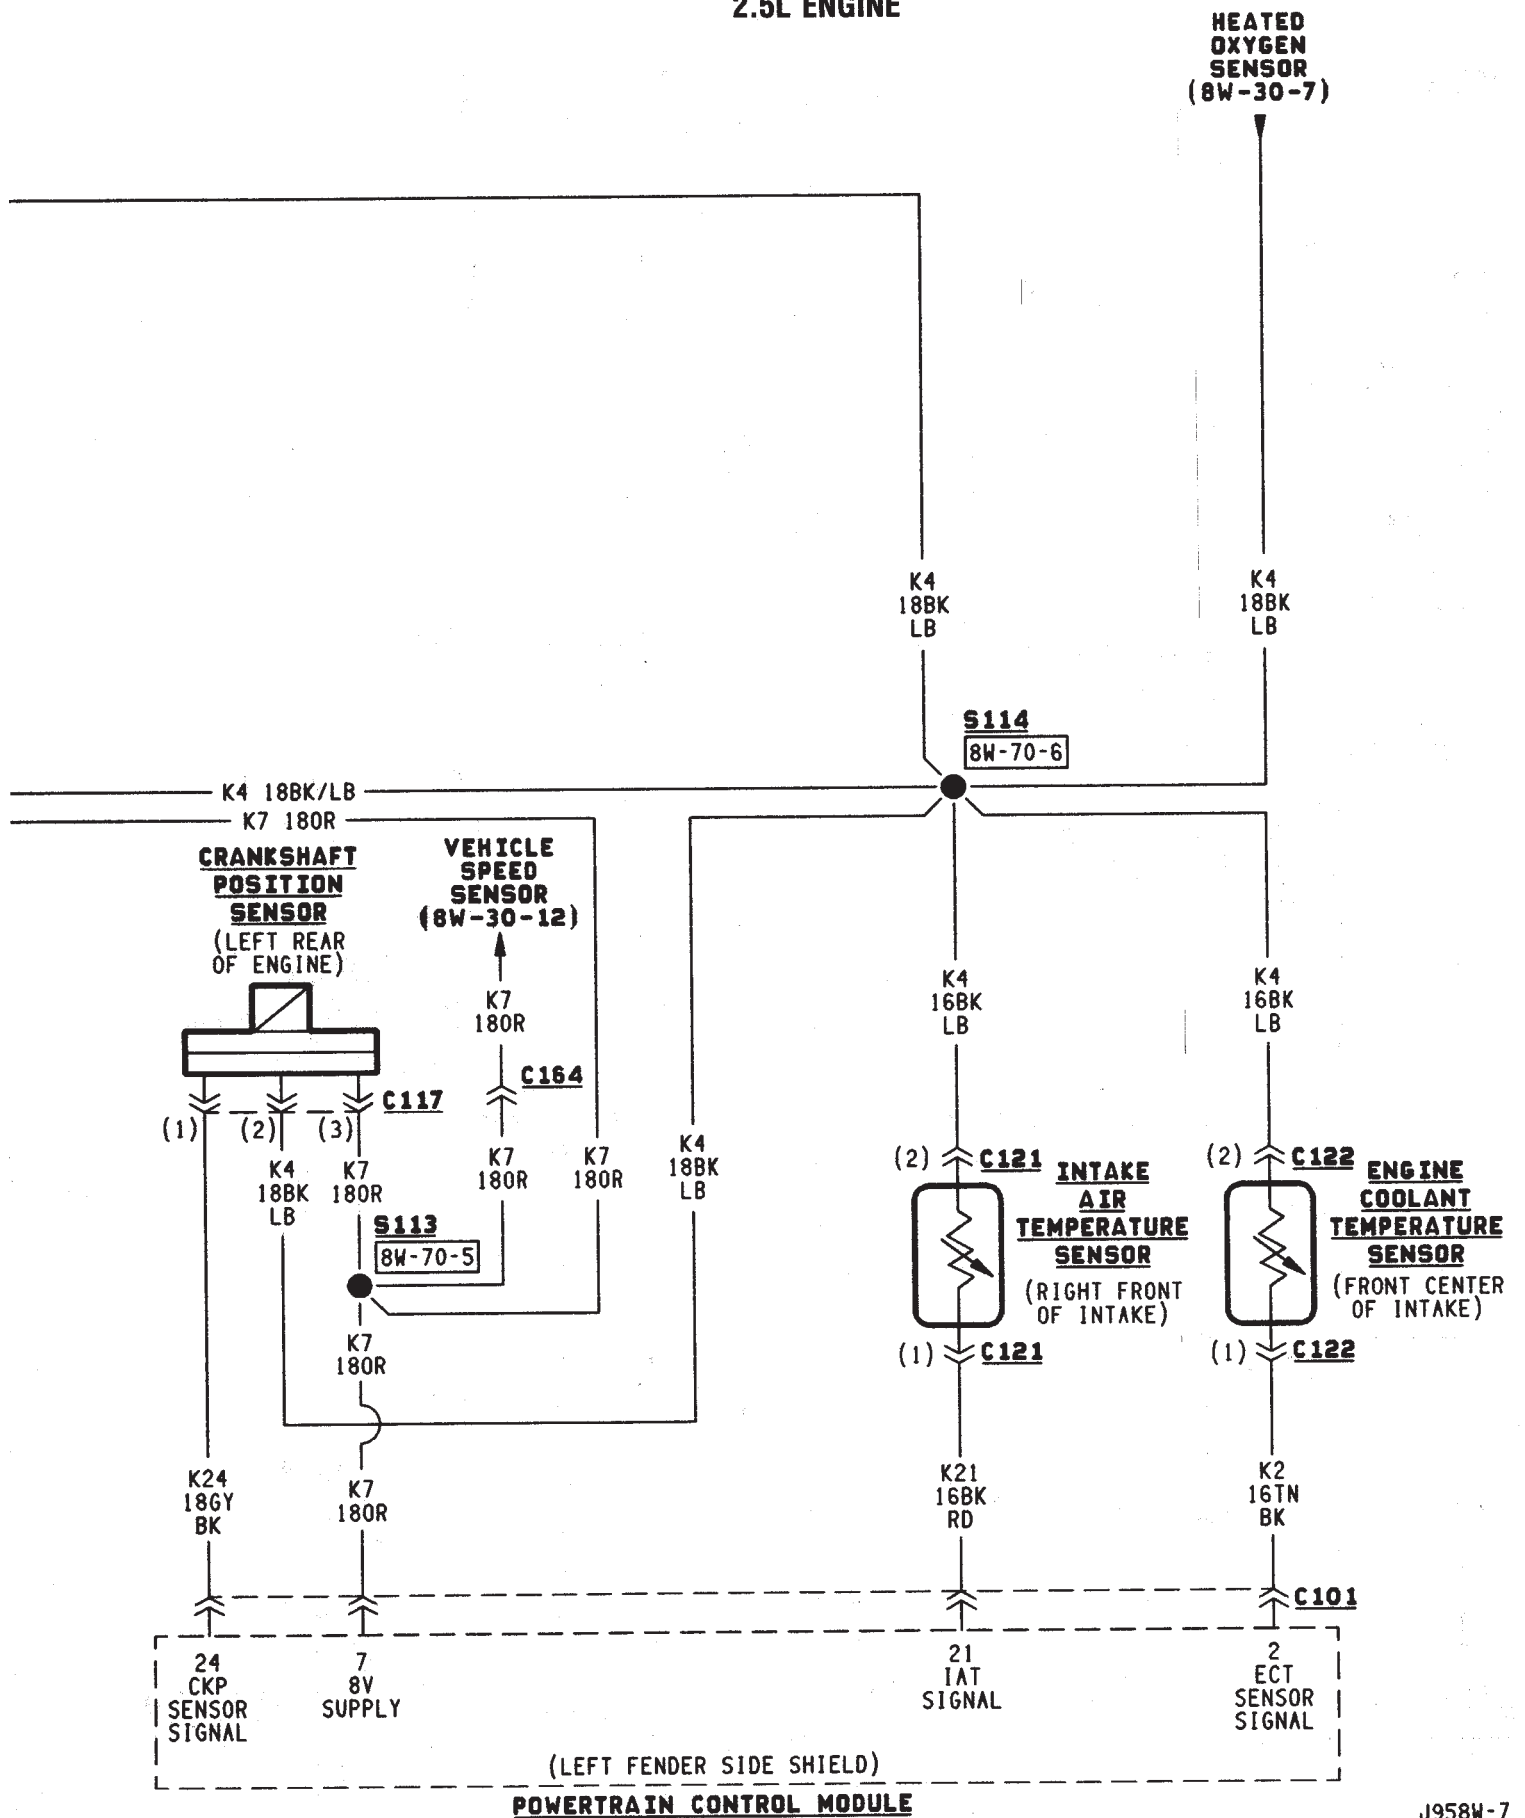 2.5L ENGINE
HEATED
OXYGEN
SENSOR
(8W-30-7)
K4
18BK
LB
K4
18BK
LB
S114
8W-70-6
K4 18BK/LB
K7 18OR
CRANKSHAFT
POSITION
SENSOR
(LEFT REAR
OF ENGINE)
VEHICLE
SPEED
SENSOR
(8W-30-12)
K7
18OR
C164
C117
(1)
(2)
(3)
K4
18BK
LB
K7
18OR
K7
18OR
K7
18OR
K4
18BK
LB
S113
8W-70-5
K7
18OR
K4
16BK
LB
K4
16BK
LB
(2)
C121
INTAKE
AIR
TEMPERATURE
SENSOR
(RIGHT FRONT
OF INTAKE)
(1)
C121
(2)
C122
ENGINE
COOLANT
TEMPERATURE
SENSOR
(FRONT CENTER
OF INTAKE)
(1)
C122
K24
18GY
BK
K7
18OR
K21
16BK
RD
K2
16TN
BK
C101
24
CKP
SENSOR
SIGNAL
7
8V
SUPPLY
21
IAT
SIGNAL
2
ECT
SENSOR
SIGNAL
(LEFT FENDER SIDE SHIELD)
POWERTRAIN CONTROL MODULE
J958W-7